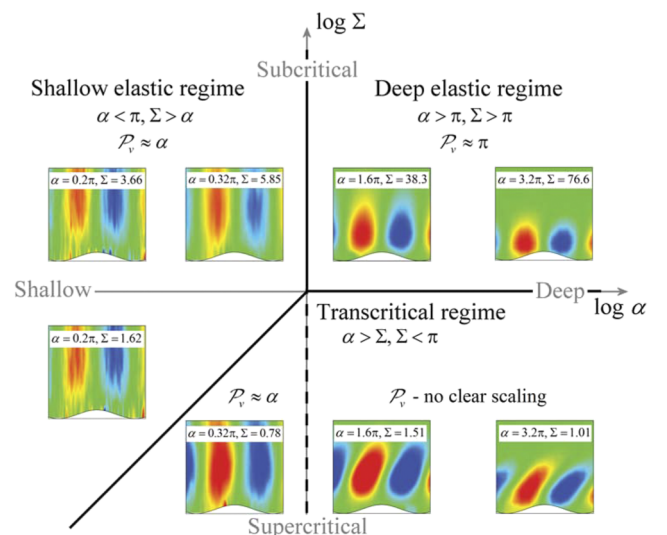 log Σ
Subcritical
Shallow elastic regime
α < π, Σ > α
𝒫ᵥ ≈ α
Deep elastic regime
α > π, Σ > π
𝒫ᵥ ≈ π
α = 0.2π, Σ = 3.66
α = 0.32π, Σ = 5.85
α = 1.6π, Σ = 38.3
α = 3.2π, Σ = 76.6
Shallow
Deep
log α
Transcritical regime
α > Σ, Σ < π
α = 0.2π, Σ = 1.62
𝒫ᵥ ≈ α
𝒫ᵥ - no clear scaling
α = 0.32π, Σ = 0.78
α = 1.6π, Σ = 1.51
α = 3.2π, Σ = 1.01
Supercritical